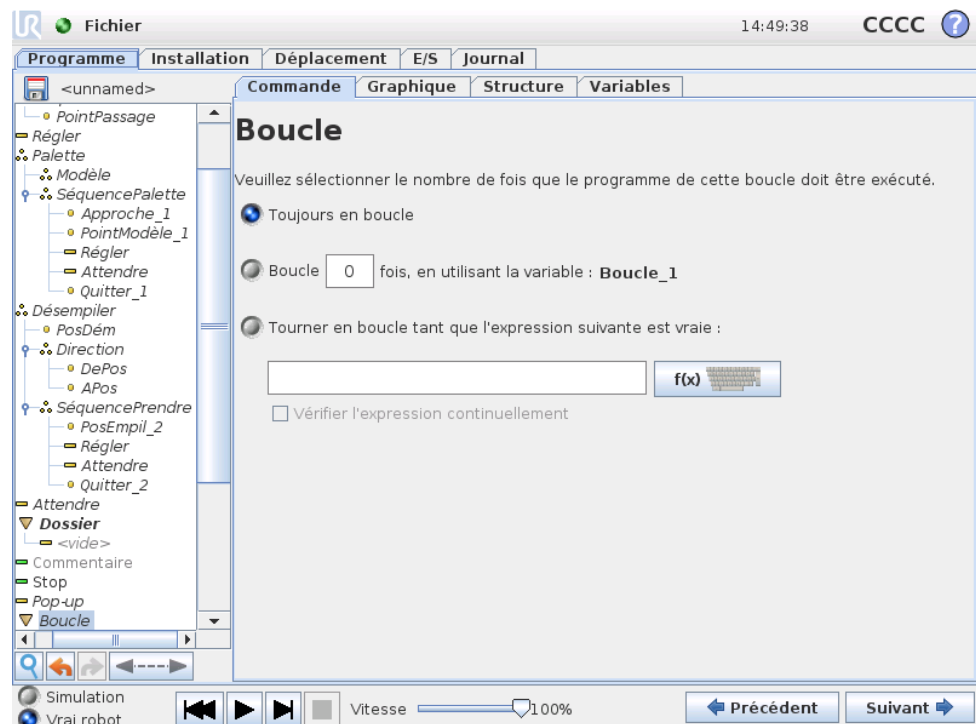 UR Fichier 14:49:38 CCCC ?
Programme Installation Déplacement E/S Journal
<unnamed>
Commande Graphique Structure Variables
PointPassage
Régler
Palette
Modèle
SéquencePalette
Approche_1
PointModèle_1
Régler
Attendre
Quitter_1
Désempiler
PosDém
Direction
DePos
APos
SéquencePrendre
PosEmpil_2
Régler
Attendre
Quitter_2
Attendre
Dossier
<vide>
Commentaire
Stop
Pop-up
Boucle
Boucle
Veuillez sélectionner le nombre de fois que le programme de cette boucle doit être exécuté.
Toujours en boucle
Boucle 0 fois, en utilisant la variable : Boucle_1
Tourner en boucle tant que l'expression suivante est vraie :
f(x)
Vérifier l'expression continuellement
Simulation
Vrai robot
Vitesse 100%
Précédent Suivant